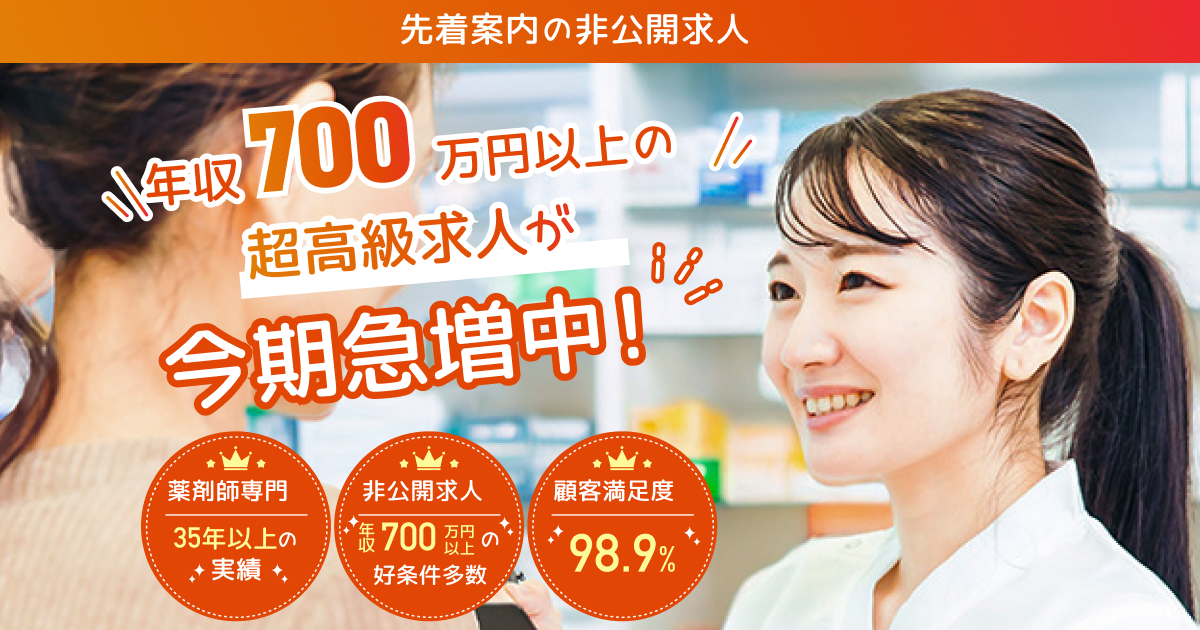 先着案内の非公開求人
年収700万円以上の
超高級求人が
今期急増中!
薬剤師専門
35年以上の
実績
非公開求人
年収700万円以上の
好条件多数
顧客満足度
98.9%